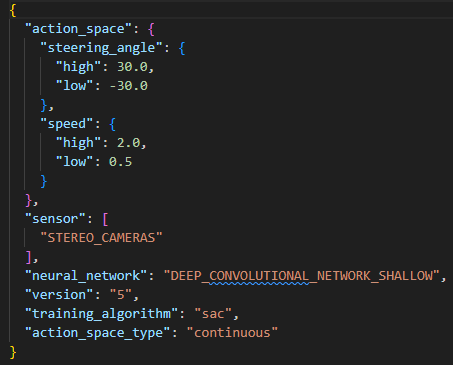 {
  "action_space": {
    "steering_angle": {
      "high": 30.0,
      "low": -30.0
    },
    "speed": {
      "high": 2.0,
      "low": 0.5
    }
  },
  "sensor": [
    "STEREO_CAMERAS"
  ],
  "neural_network": "DEEP_CONVOLUTIONAL_NETWORK_SHALLOW",
  "version": "5",
  "training_algorithm": "sac",
  "action_space_type": "continuous"
}